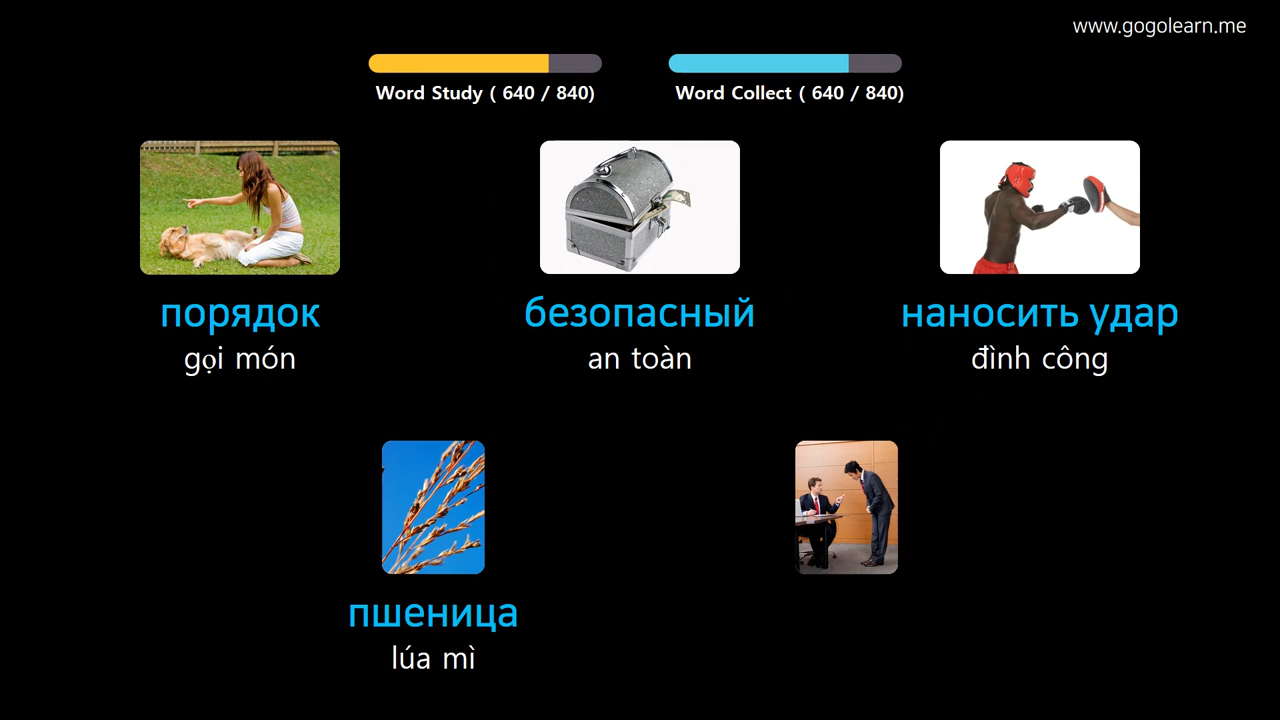 www.gogolearn.me
Word Study ( 640 / 840)
Word Collect ( 640 / 840)
порядок
gọi món
безопасный
an toàn
наносить удар
đình công
пшеница
lúa mì